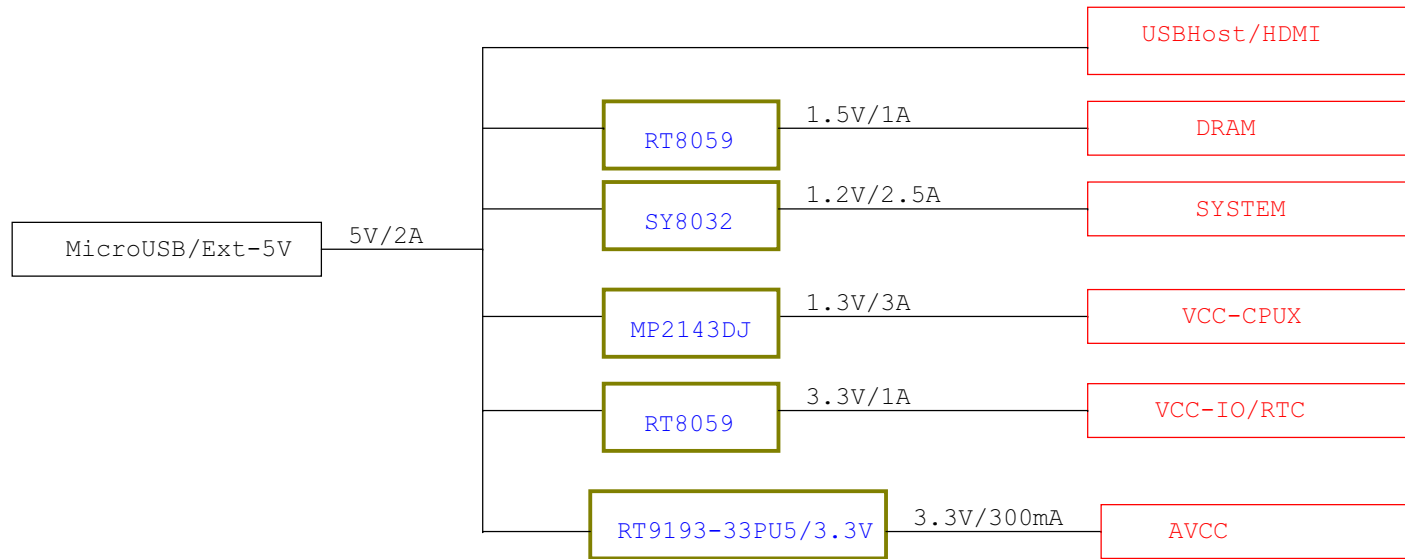 USBHost/HDMI
1.5V/1A
RT8059
DRAM
1.2V/2.5A
SY8032
SYSTEM
MicroUSB/Ext-5V
5V/2A
1.3V/3A
MP2143DJ
VCC-CPUX
3.3V/1A
RT8059
VCC-IO/RTC
3.3V/300mA
RT9193-33PU5/3.3V
AVCC